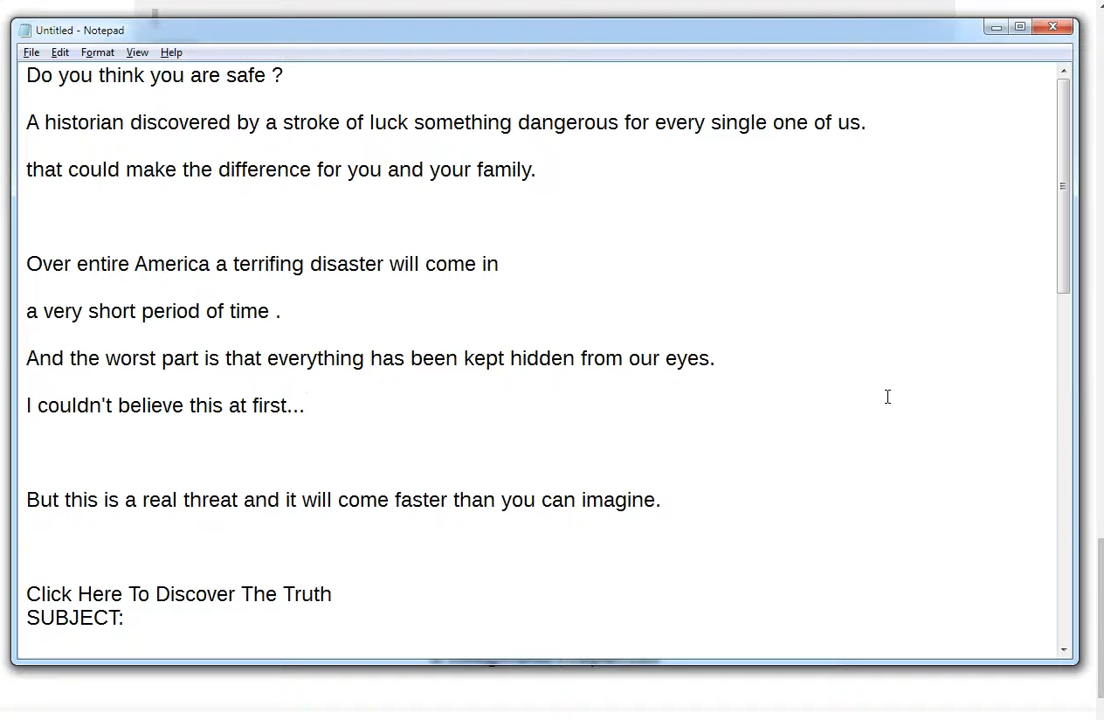 Untitled - Notepad
File Edit Format View Help
Do you think you are safe ?
A historian discovered by a stroke of luck something dangerous for every single one of us.
that could make the difference for you and your family.
Over entire America a terrifing disaster will come in
a very short period of time .
And the worst part is that everything has been kept hidden from our eyes.
I couldn't believe this at first...
But this is a real threat and it will come faster than you can imagine.
Click Here To Discover The Truth
SUBJECT: